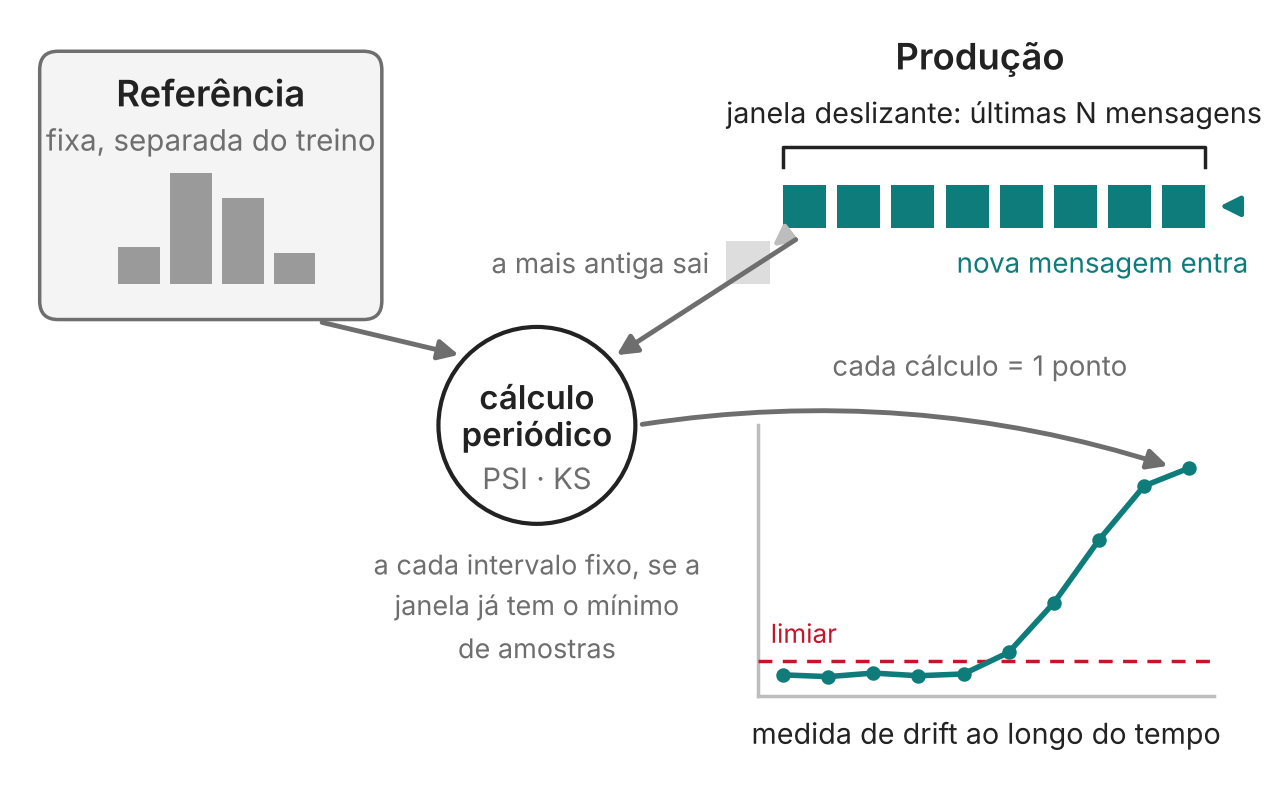 Referência
fixa, separada do treino
Produção
janela deslizante: últimas N mensagens
a mais antiga sai
nova mensagem entra
cálculo
periódico
PSI · KS
a cada intervalo fixo, se a
janela já tem o mínimo
de amostras
cada cálculo = 1 ponto
limiar
medida de drift ao longo do tempo